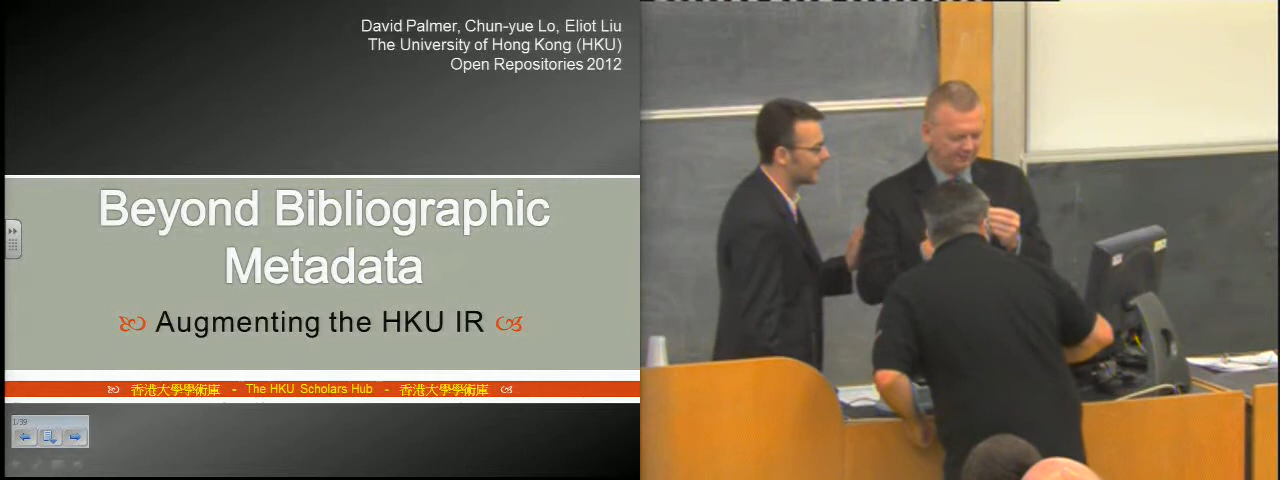 David Palmer, Chun-yue Lo, Eliot Liu
The University of Hong Kong (HKU)
Open Repositories 2012
Beyond Bibliographic
Metadata
Augmenting the HKU IR
香港大學學術庫 - The HKU Scholars Hub - 香港大學學術庫
1/39